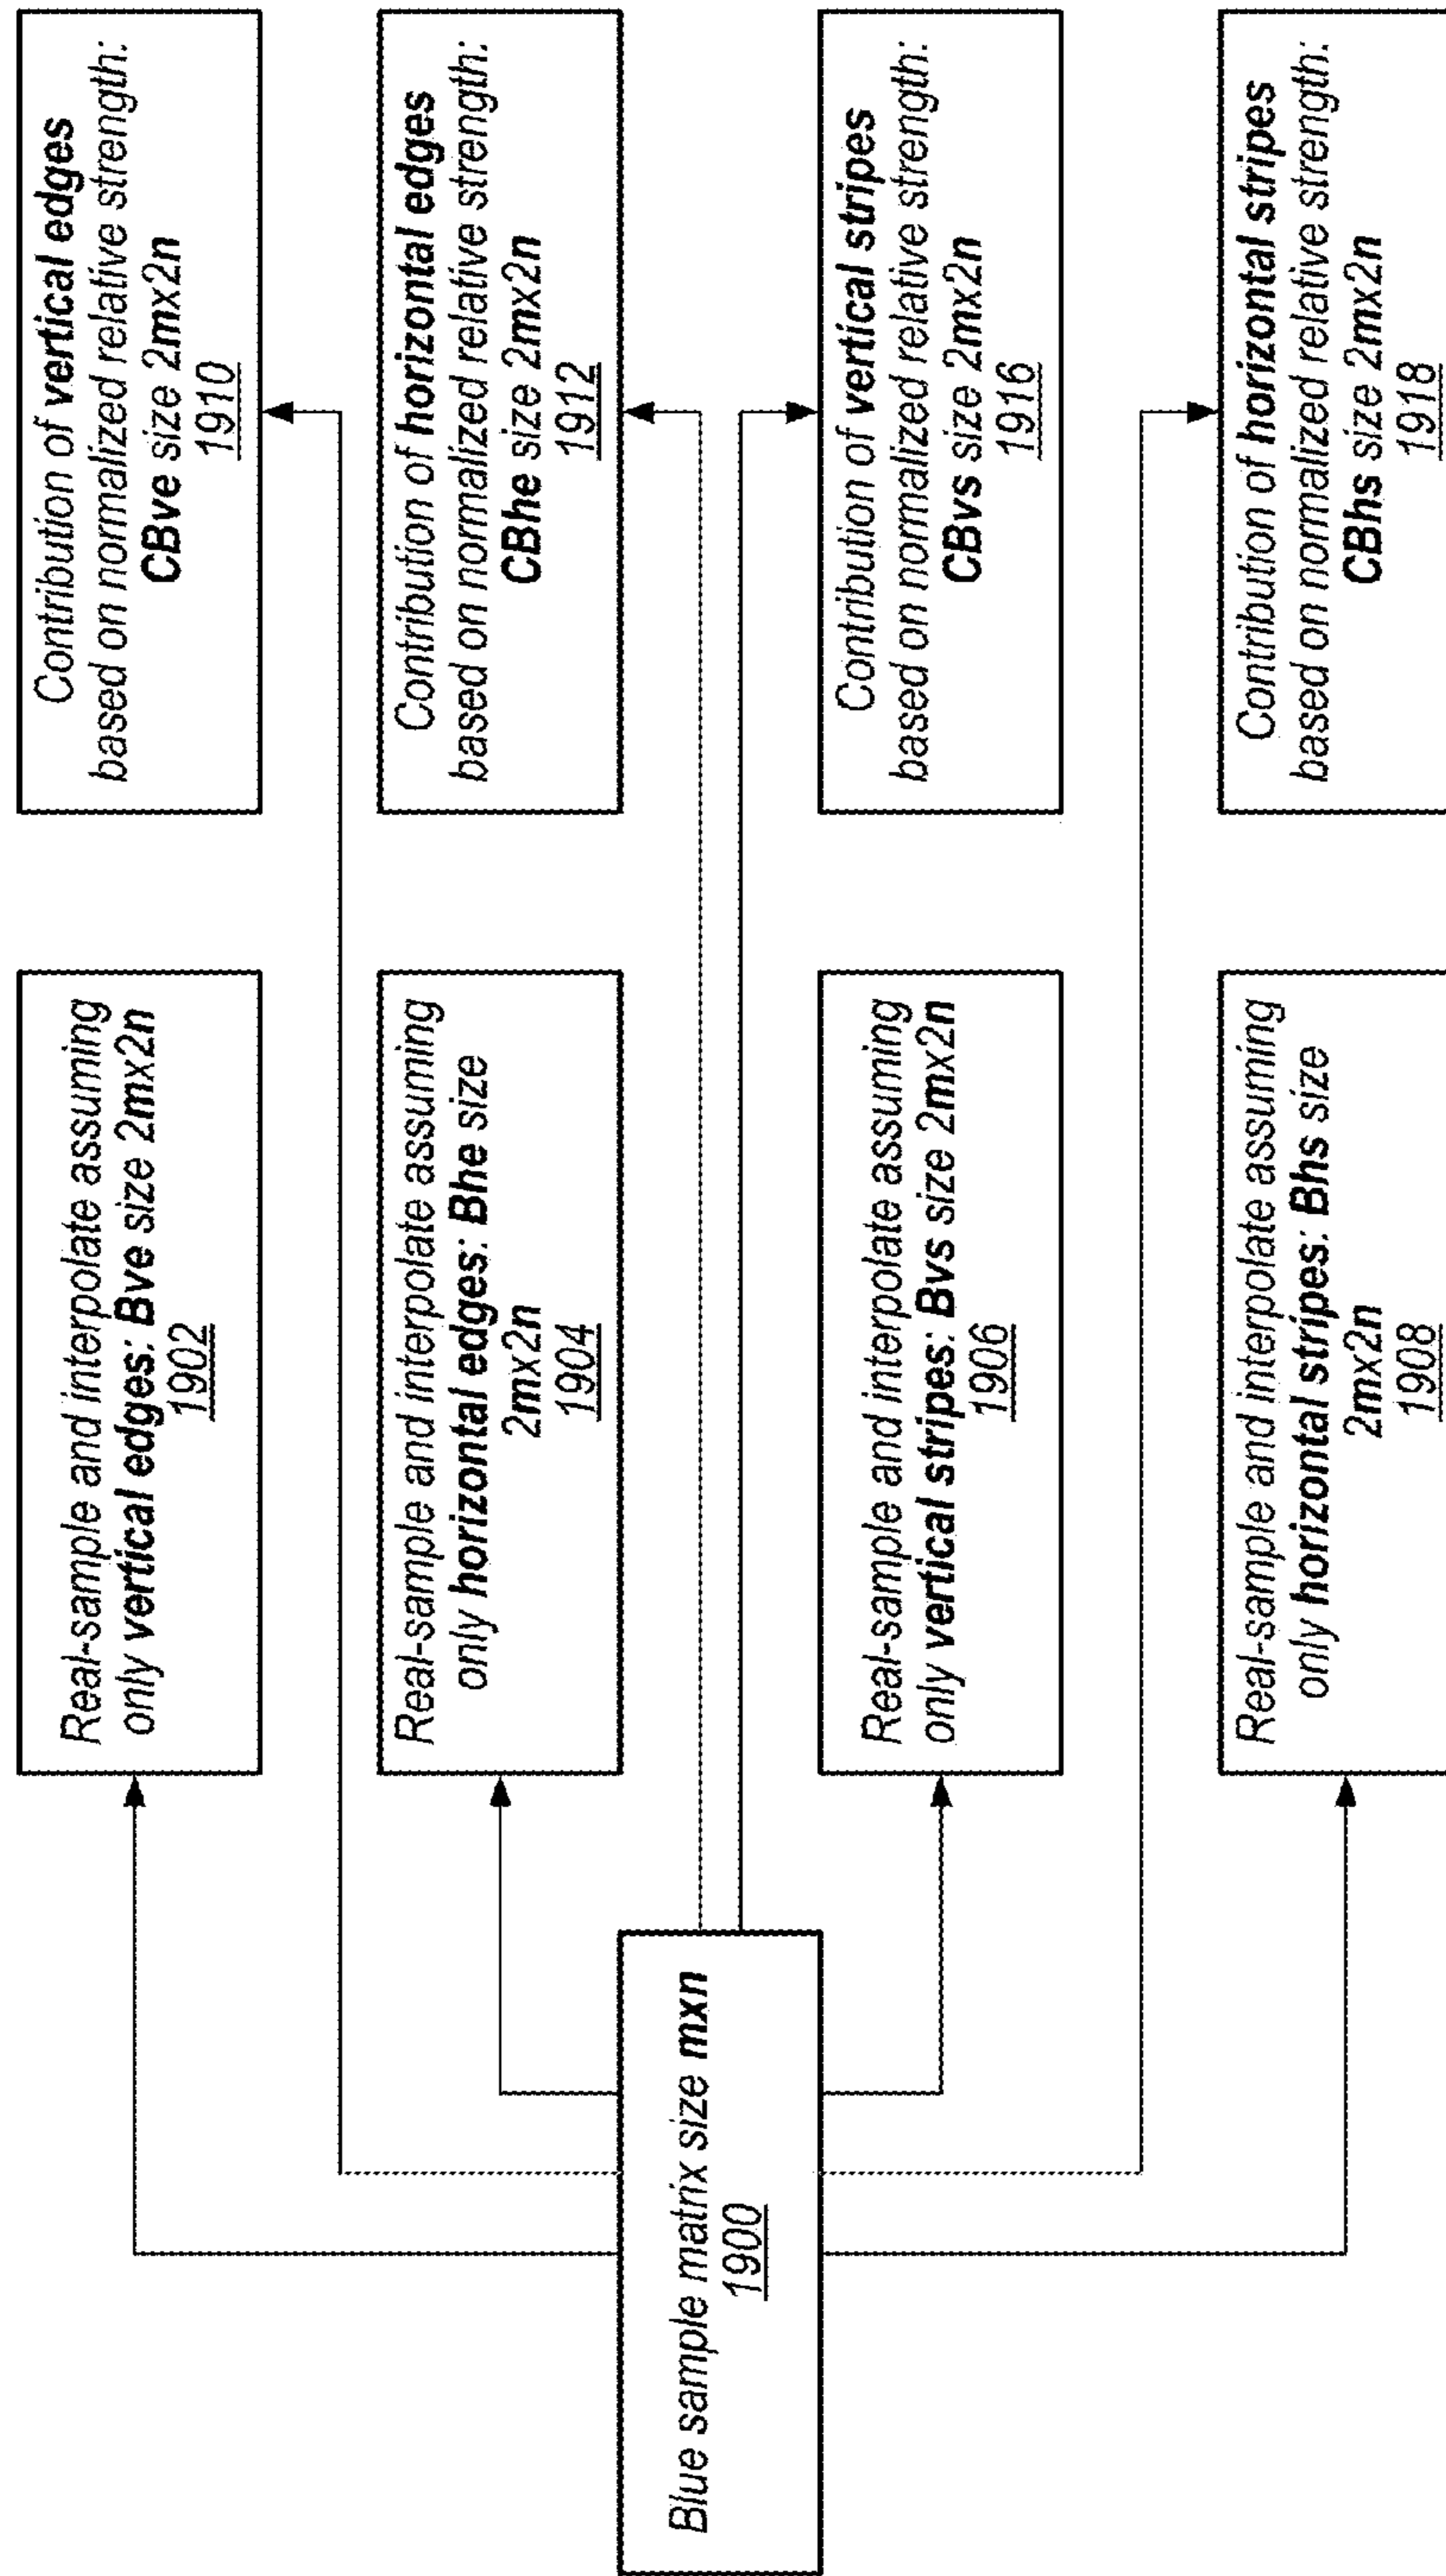 Real-sample and interpolate assuming
only vertical edges: Bve size 2mx2n
1902
Contribution of vertical edges
based on normalized relative strength:
CBve size 2mx2n
1910
Real-sample and interpolate assuming
only horizontal edges: Bhe size
2mx2n
1904
Contribution of horizontal edges
based on normalized relative strength:
CBhe size 2mx2n
1912
Blue sample matrix size mxn
1900
Real-sample and interpolate assuming
only vertical stripes: Bvs size 2mx2n
1906
Contribution of vertical stripes
based on normalized relative strength:
CBvs size 2mx2n
1916
Real-sample and interpolate assuming
only horizontal stripes: Bhs size
2mx2n
1908
Contribution of horizontal stripes
based on normalized relative strength:
CBhs size 2mx2n
1918